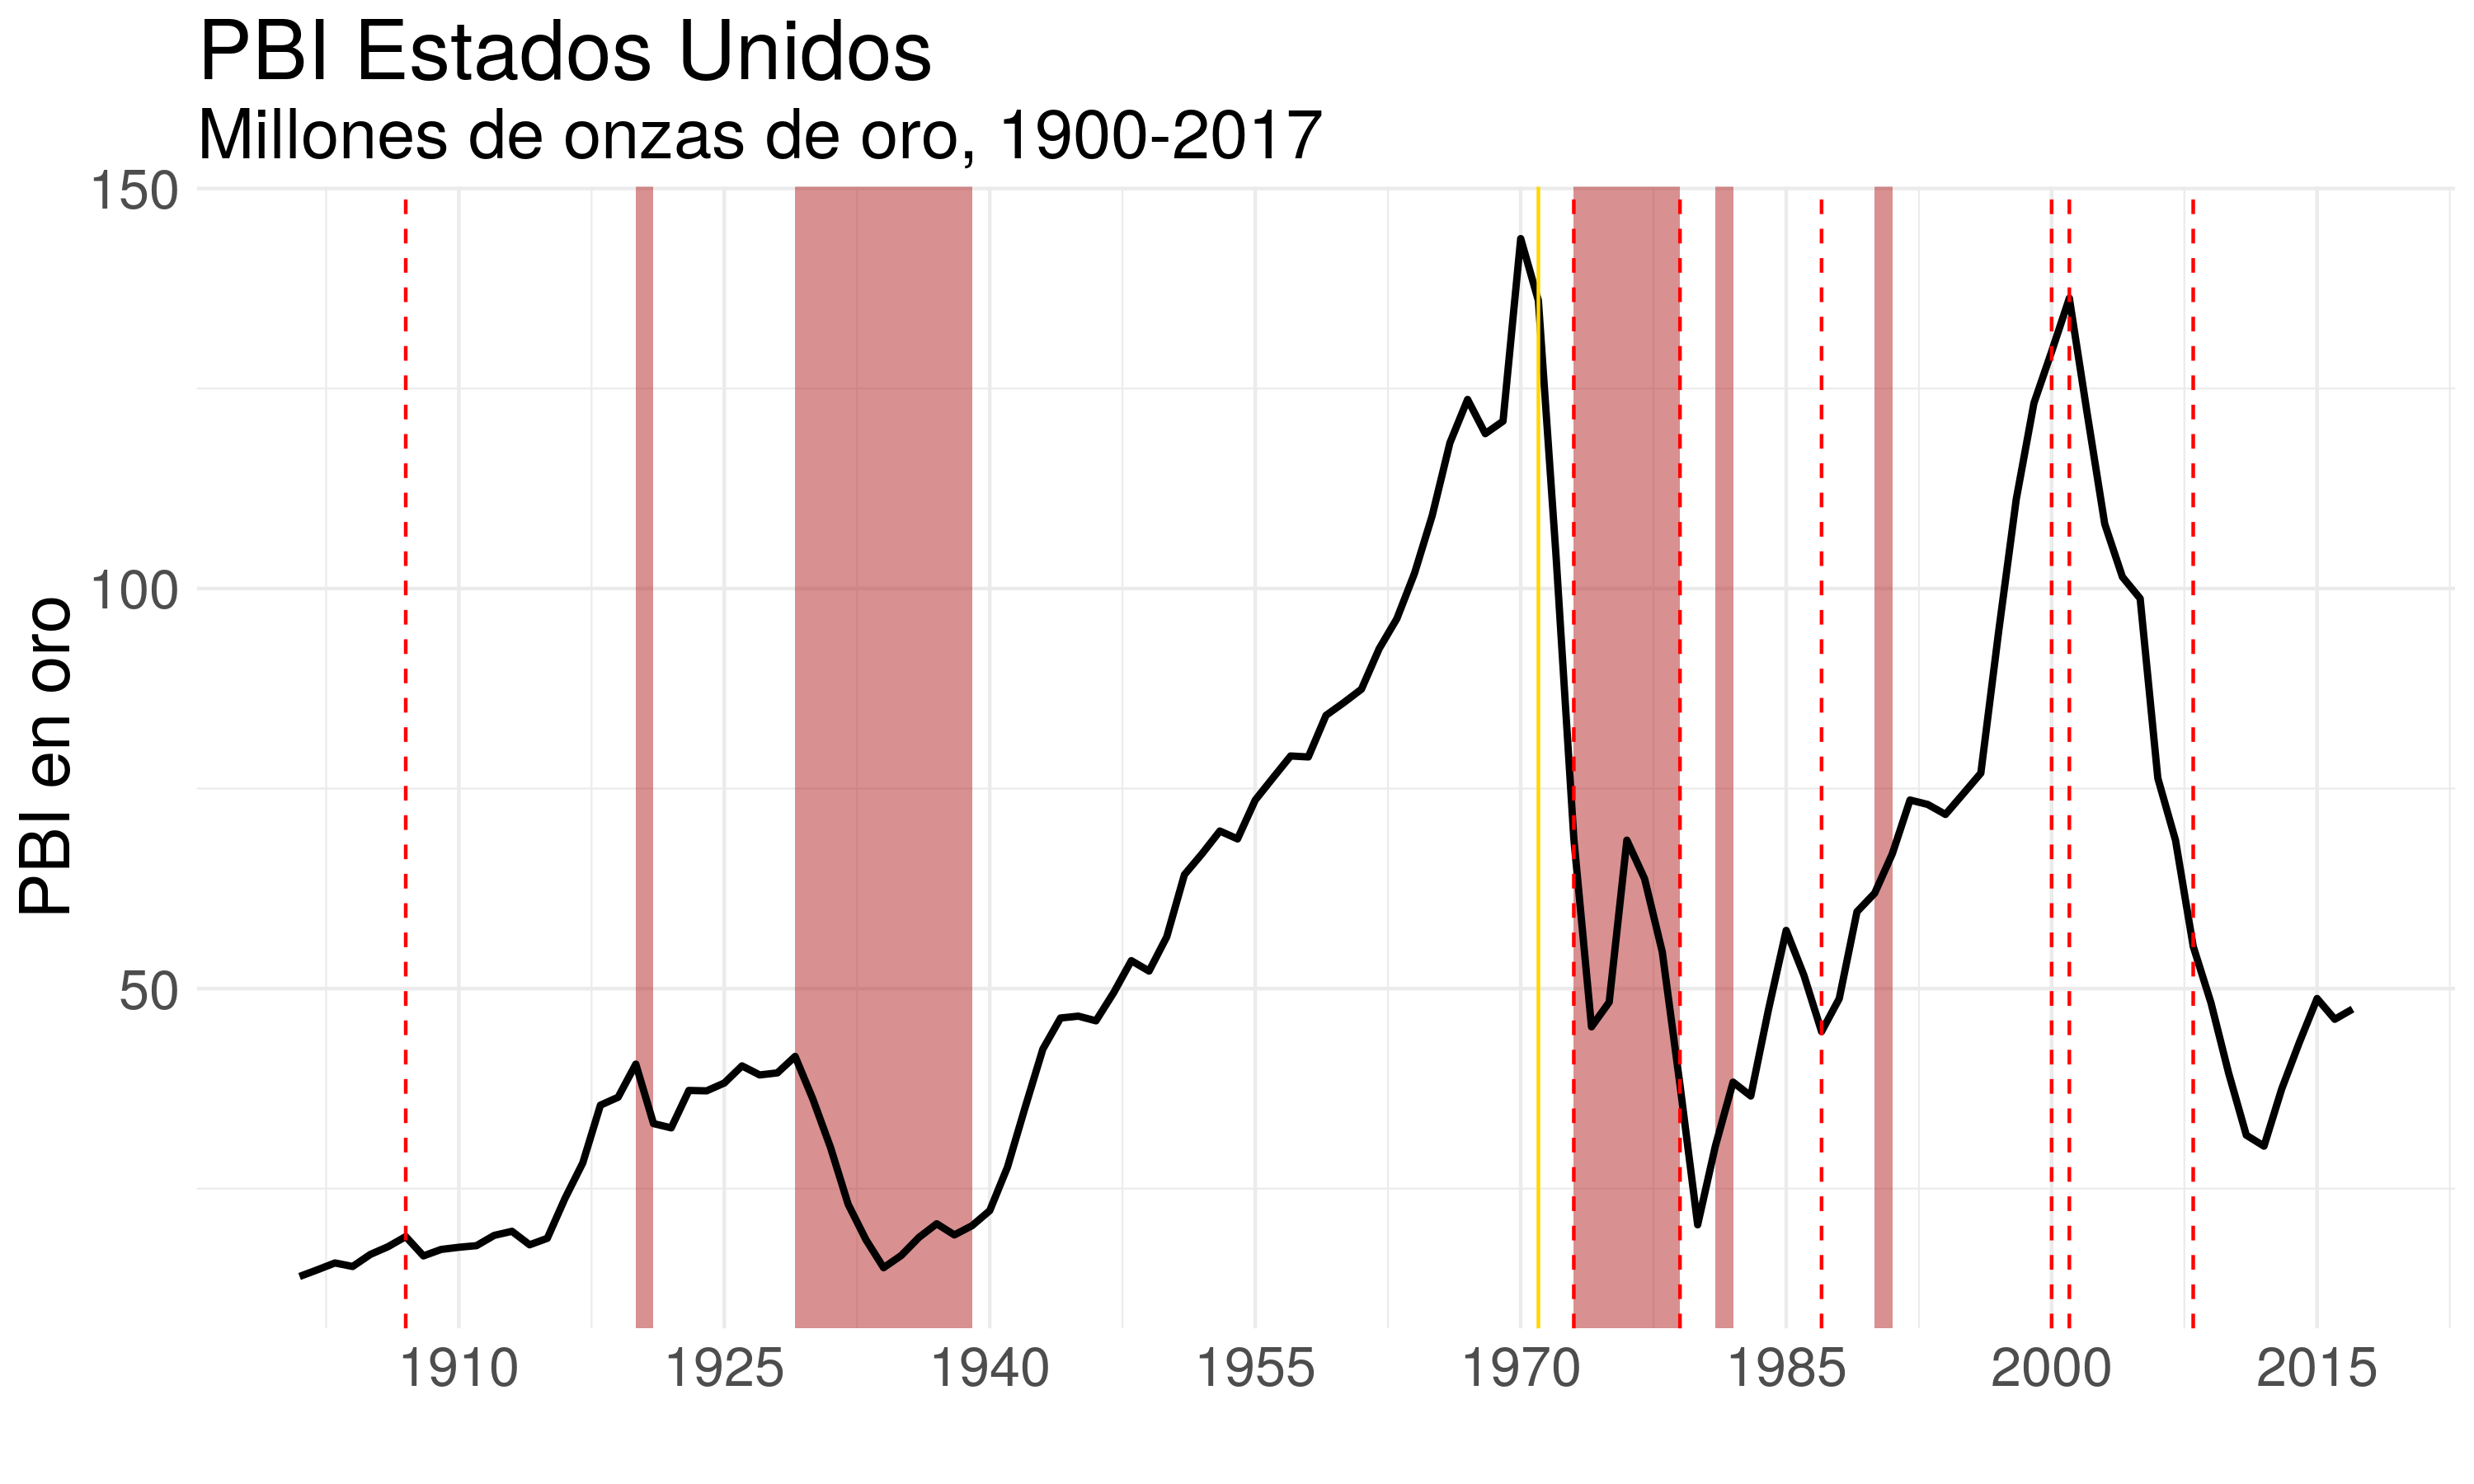 PBI Estados Unidos
Millones de onzas de oro, 1900-2017
150
100
50
PBI en oro
1910 1925 1940 1955 1970 1985 2000 2015